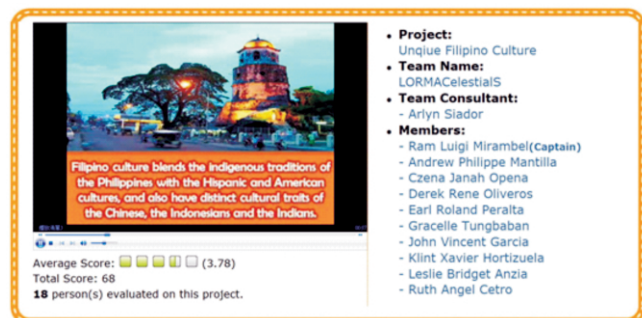 Filipino culture blends the indigenous traditions of
the Philippines with the Hispanic and American
cultures, and also have distinct cultural traits of
the Chinese, the Indonesians and the Indians.
Average Score: (3.78)
Total Score: 68
18 person(s) evaluated on this project.
Project:
Unqiue Filipino Culture
Team Name:
LORMACelestialS
Team Consultant:
- Arlyn Siador
Members:
- Ram Luigi Mirambel(Captain)
- Andrew Philippe Mantilla
- Czena Janah Opena
- Derek Rene Oliveros
- Earl Roland Peralta
- Gracelle Tungbaban
- John Vincent Garcia
- Klint Xavier Hortizuela
- Leslie Bridget Anzia
- Ruth Angel Cetro